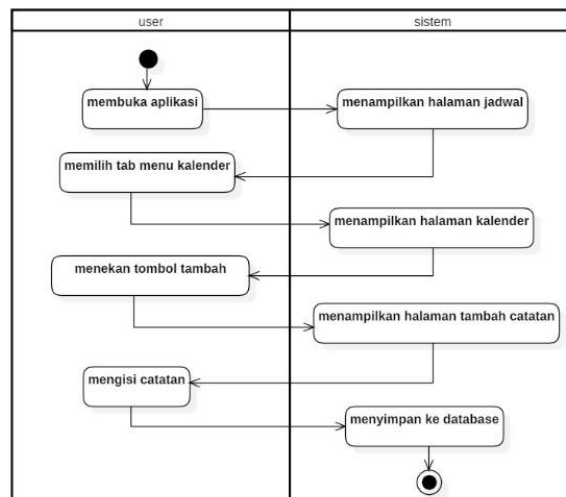 user
sistem
membuka aplikasi
menampilkan halaman jadwal
memilih tab menu kalender
menampilkan halaman kalender
menekan tombol tambah
menampilkan halaman tambah catatan
mengisi catatan
menyimpan ke database